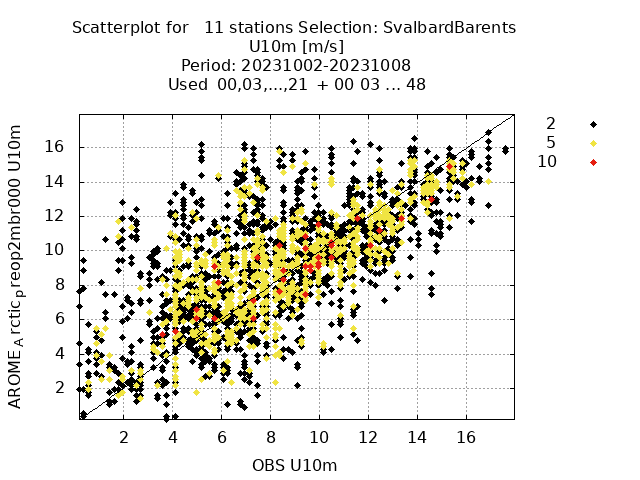 Scatterplot for   11 stations Selection: SvalbardBarents
U10m [m/s]
Period: 20231002-20231008
Used  00,03,...,21  + 00 03 ... 48
2
5
10
AROME_Arctic_preop2mbr000 U10m
16
14
12
10
8
6
4
2
2 4 6 8 10 12 14 16
OBS U10m